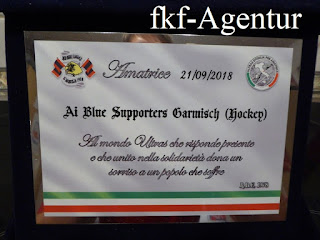 fkf-Agentur
Amatrice 21/09/2018
Ai Blue Supporters Garmisch (Hockey)
Al mondo Ultras che risponde presente
e che unito nella solidarietà dona un
sorriso a un popolo che soffre